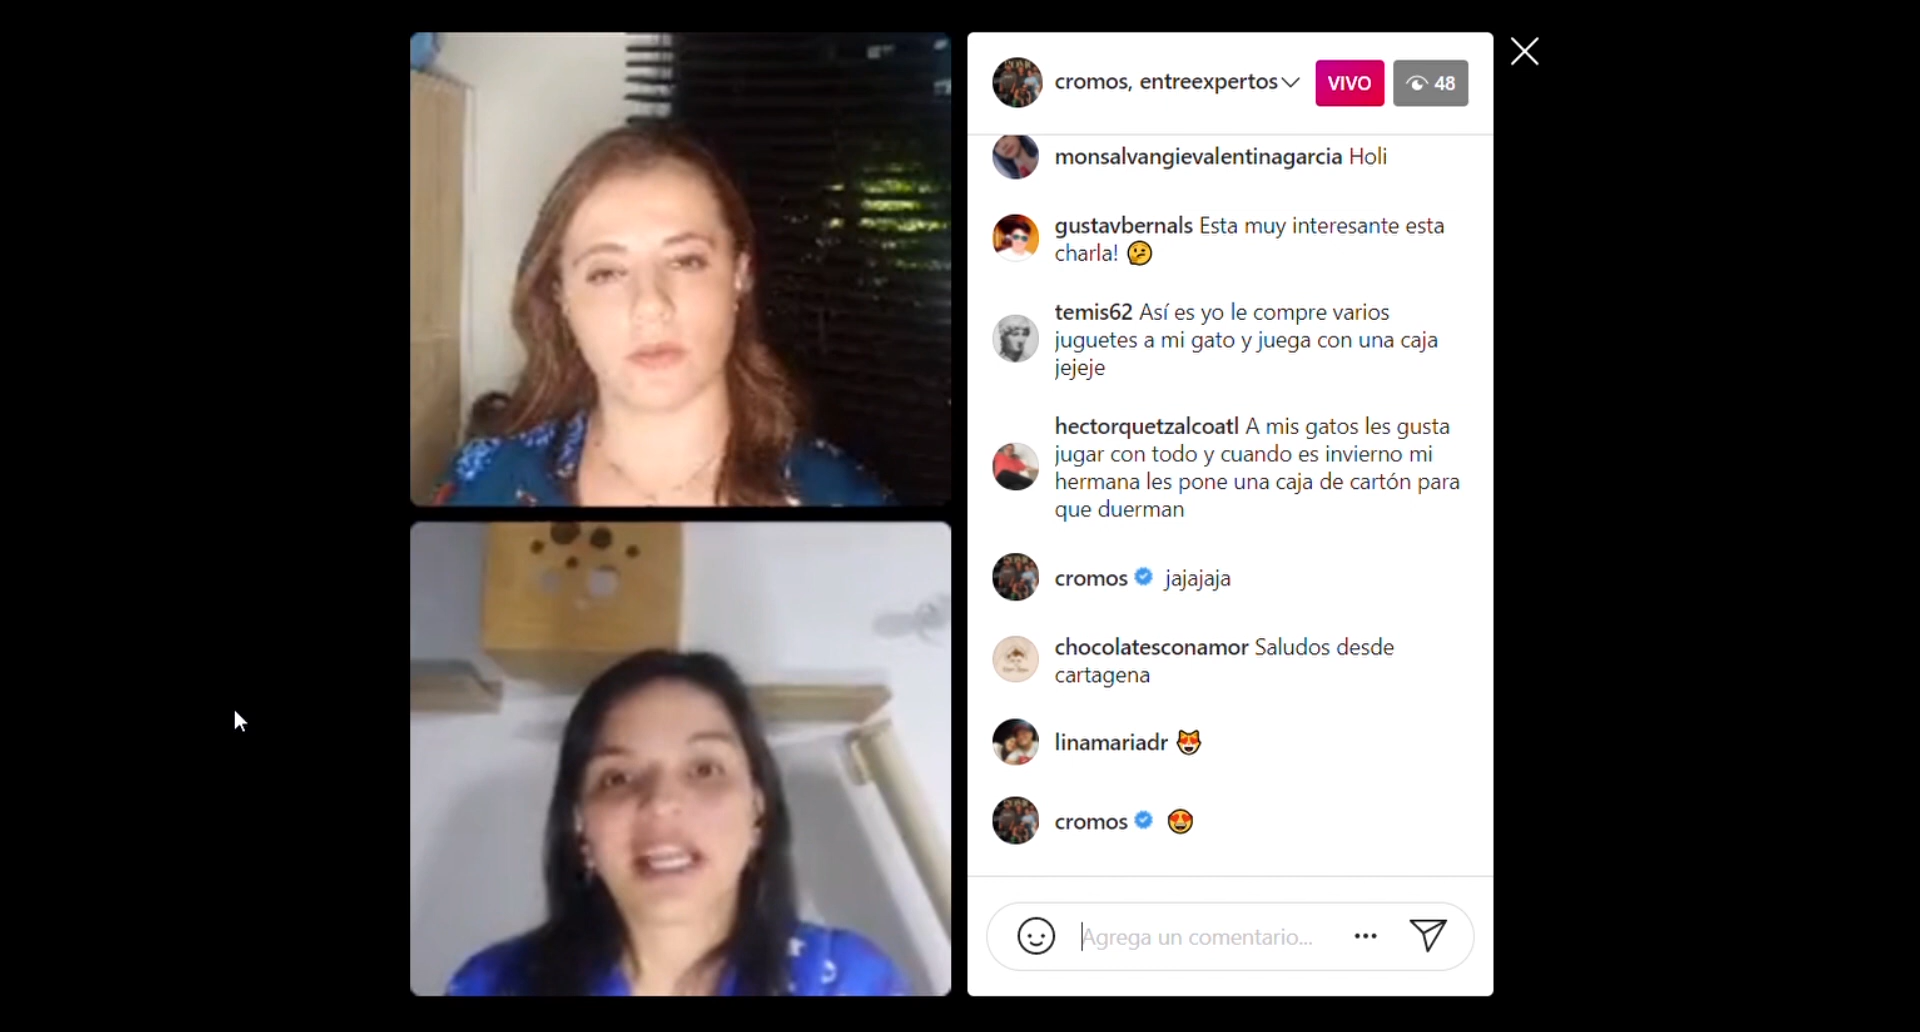 cromos, entreexpertos
VIVO
48
monsalvangievalentinagarcia Holi
gustavbernals Esta muy interesante esta
charla! 🤔
temis62 Así es yo le compre varios
juguetes a mi gato y juega con una caja
jejeje
hectorquetzalcoatl A mis gatos les gusta
jugar con todo y cuando es invierno mi
hermana les pone una caja de cartón para
que duerman
cromos jajajaja
chocolatesconamor Saludos desde
cartagena
linamariadr 😻
cromos 😍
Agrega un comentario...